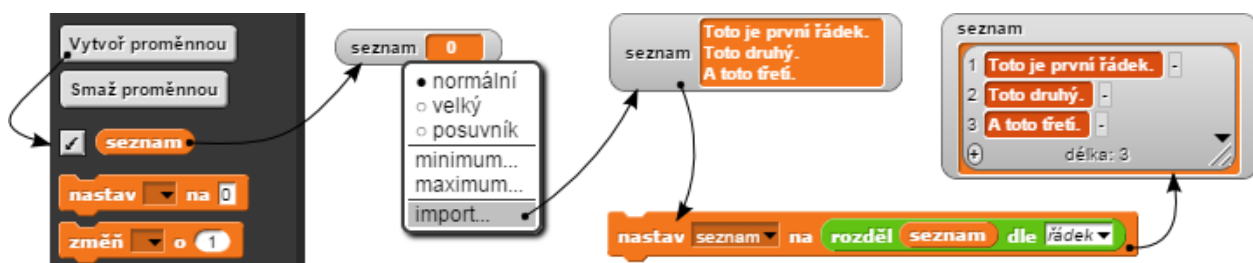 Vytvoř proměnnou
Smaž proměnnou
seznam
nastav na 0
změň o 1
seznam 0
normální
velký
posuvník
minimum...
maximum...
import...
seznam
Toto je první řádek.
Toto druhý.
A toto třetí.
nastav seznam na rozděl seznam dle řádek
seznam
1 Toto je první řádek. -
2 Toto druhý. -
3 A toto třetí. -
+ délka: 3